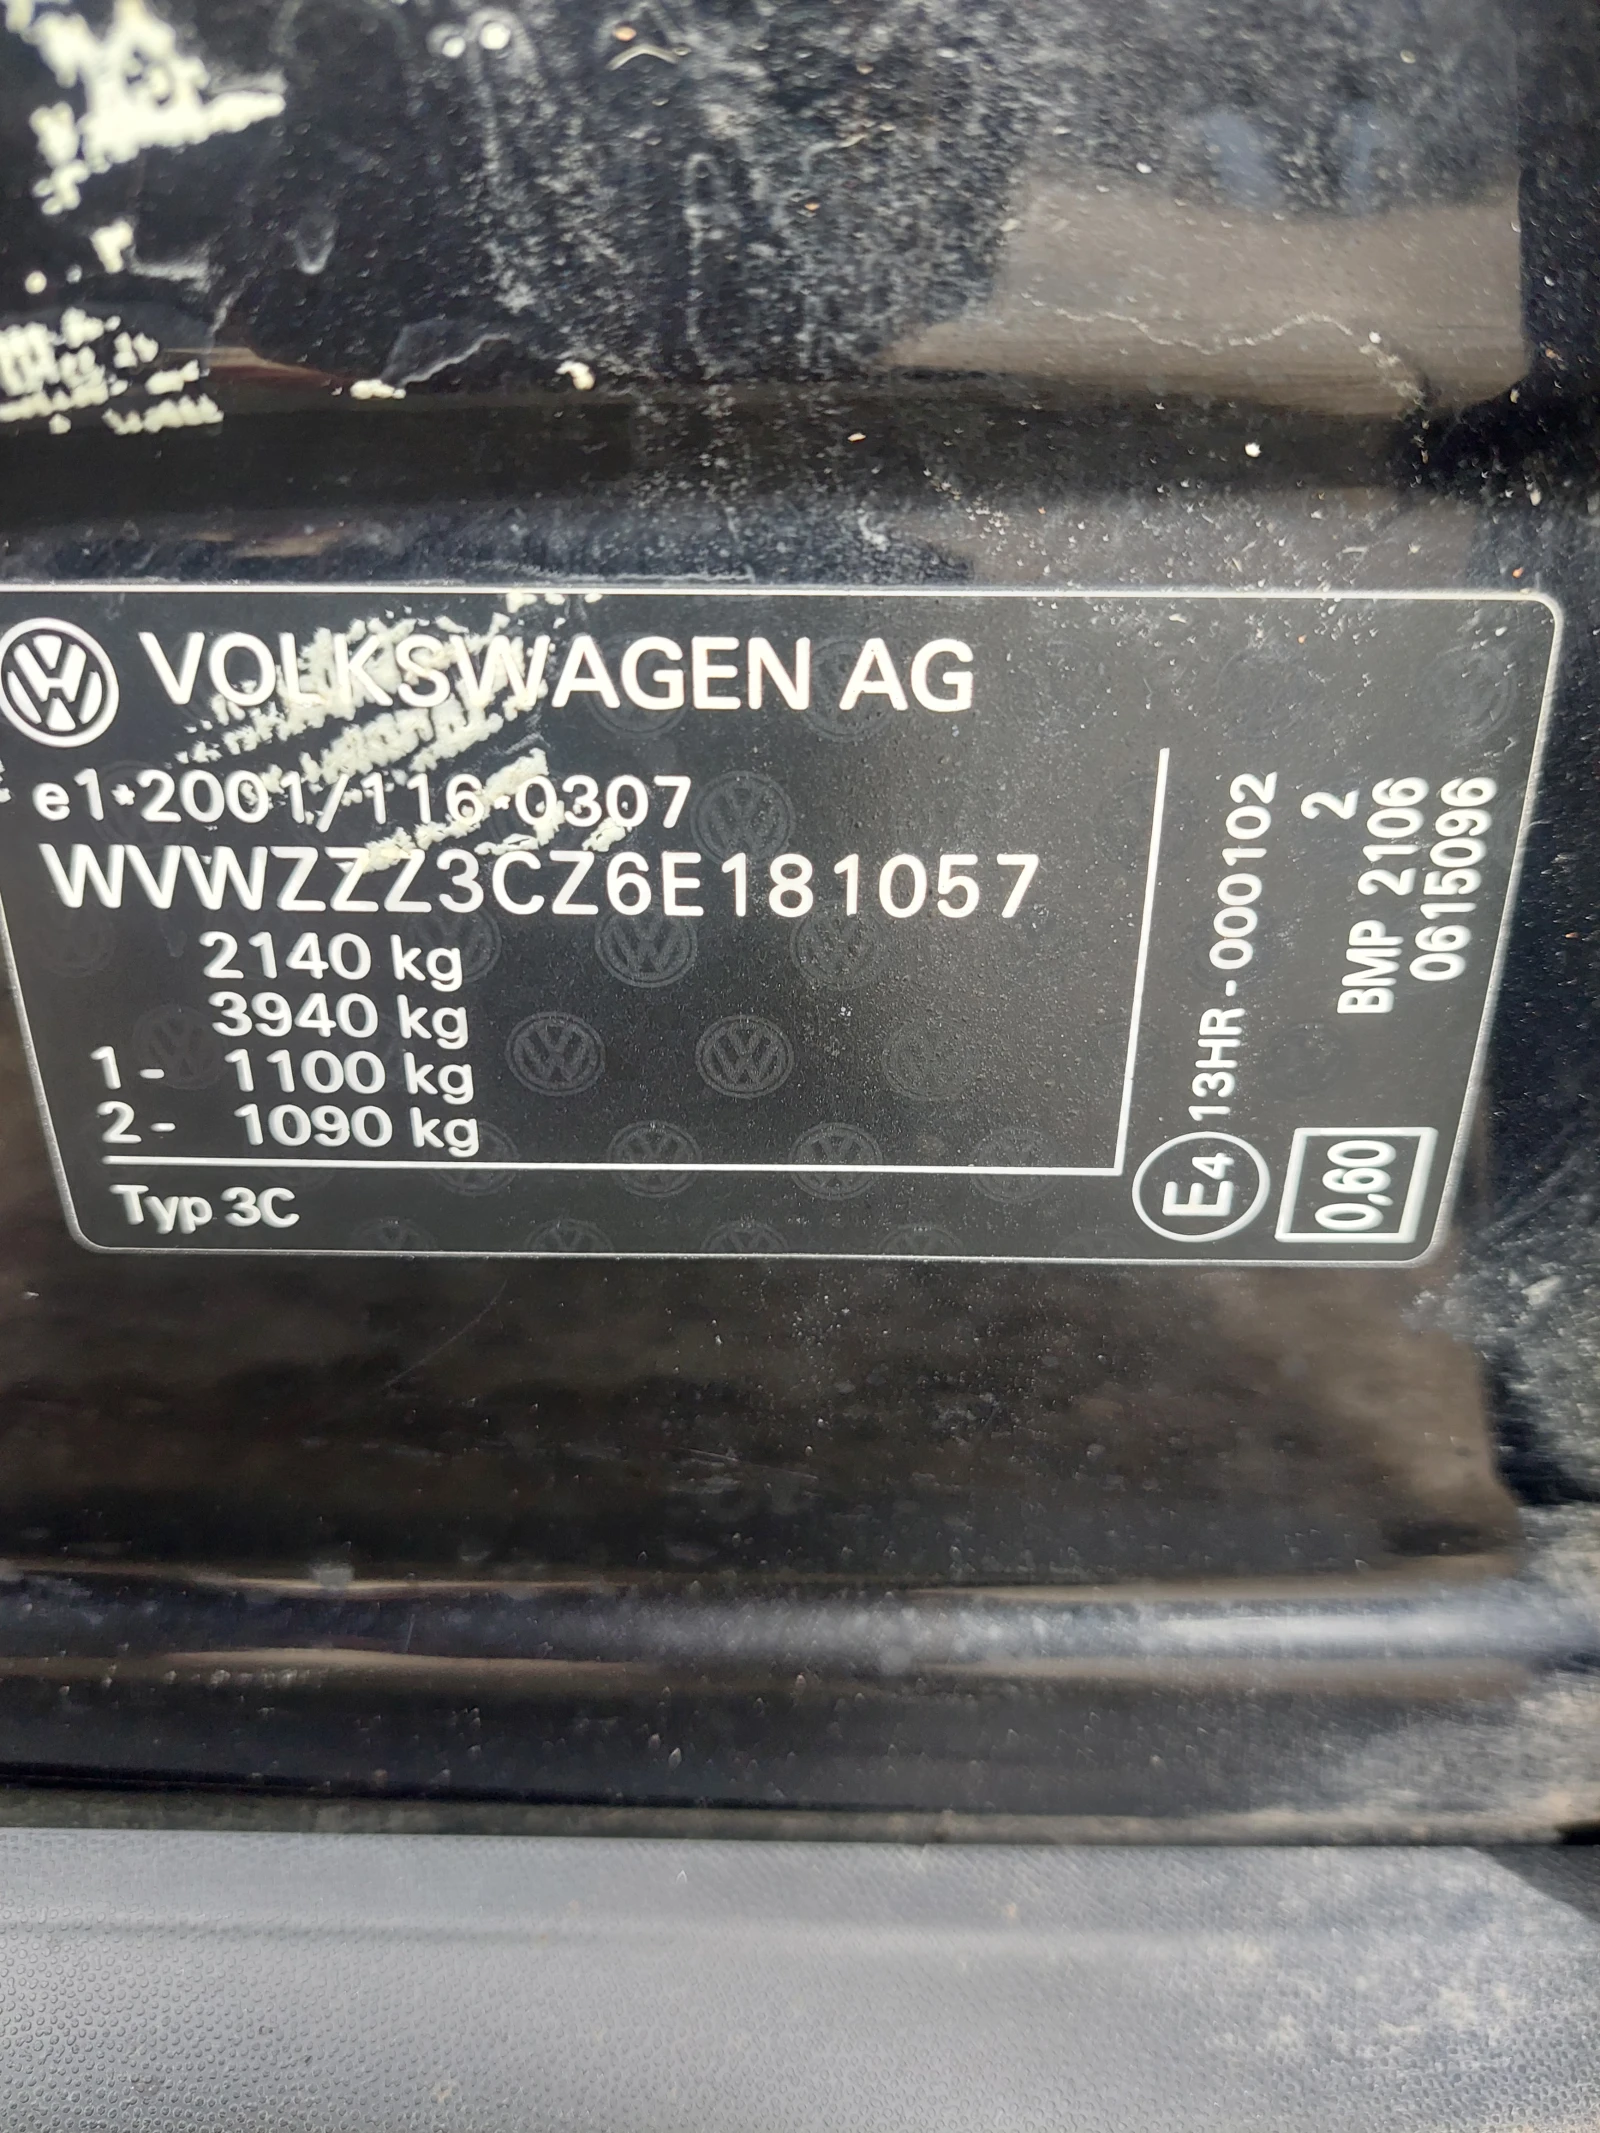 VOLKSWAGEN AG
e1*2001/116*0307
WVWZZZ3CZ6E181057
2140 kg
3940 kg
1- 1100 kg
2- 1090 kg
Typ 3C
E4 13HR-000102
0,60
2
BMP 2106
0615096